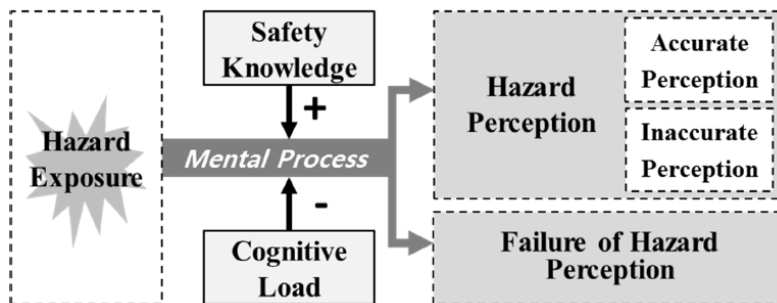 Hazard
Exposure
Safety
Knowledge
+
Mental Process
-
Cognitive
Load
Hazard
Perception
Accurate
Perception
Inaccurate
Perception
Failure of Hazard
Perception